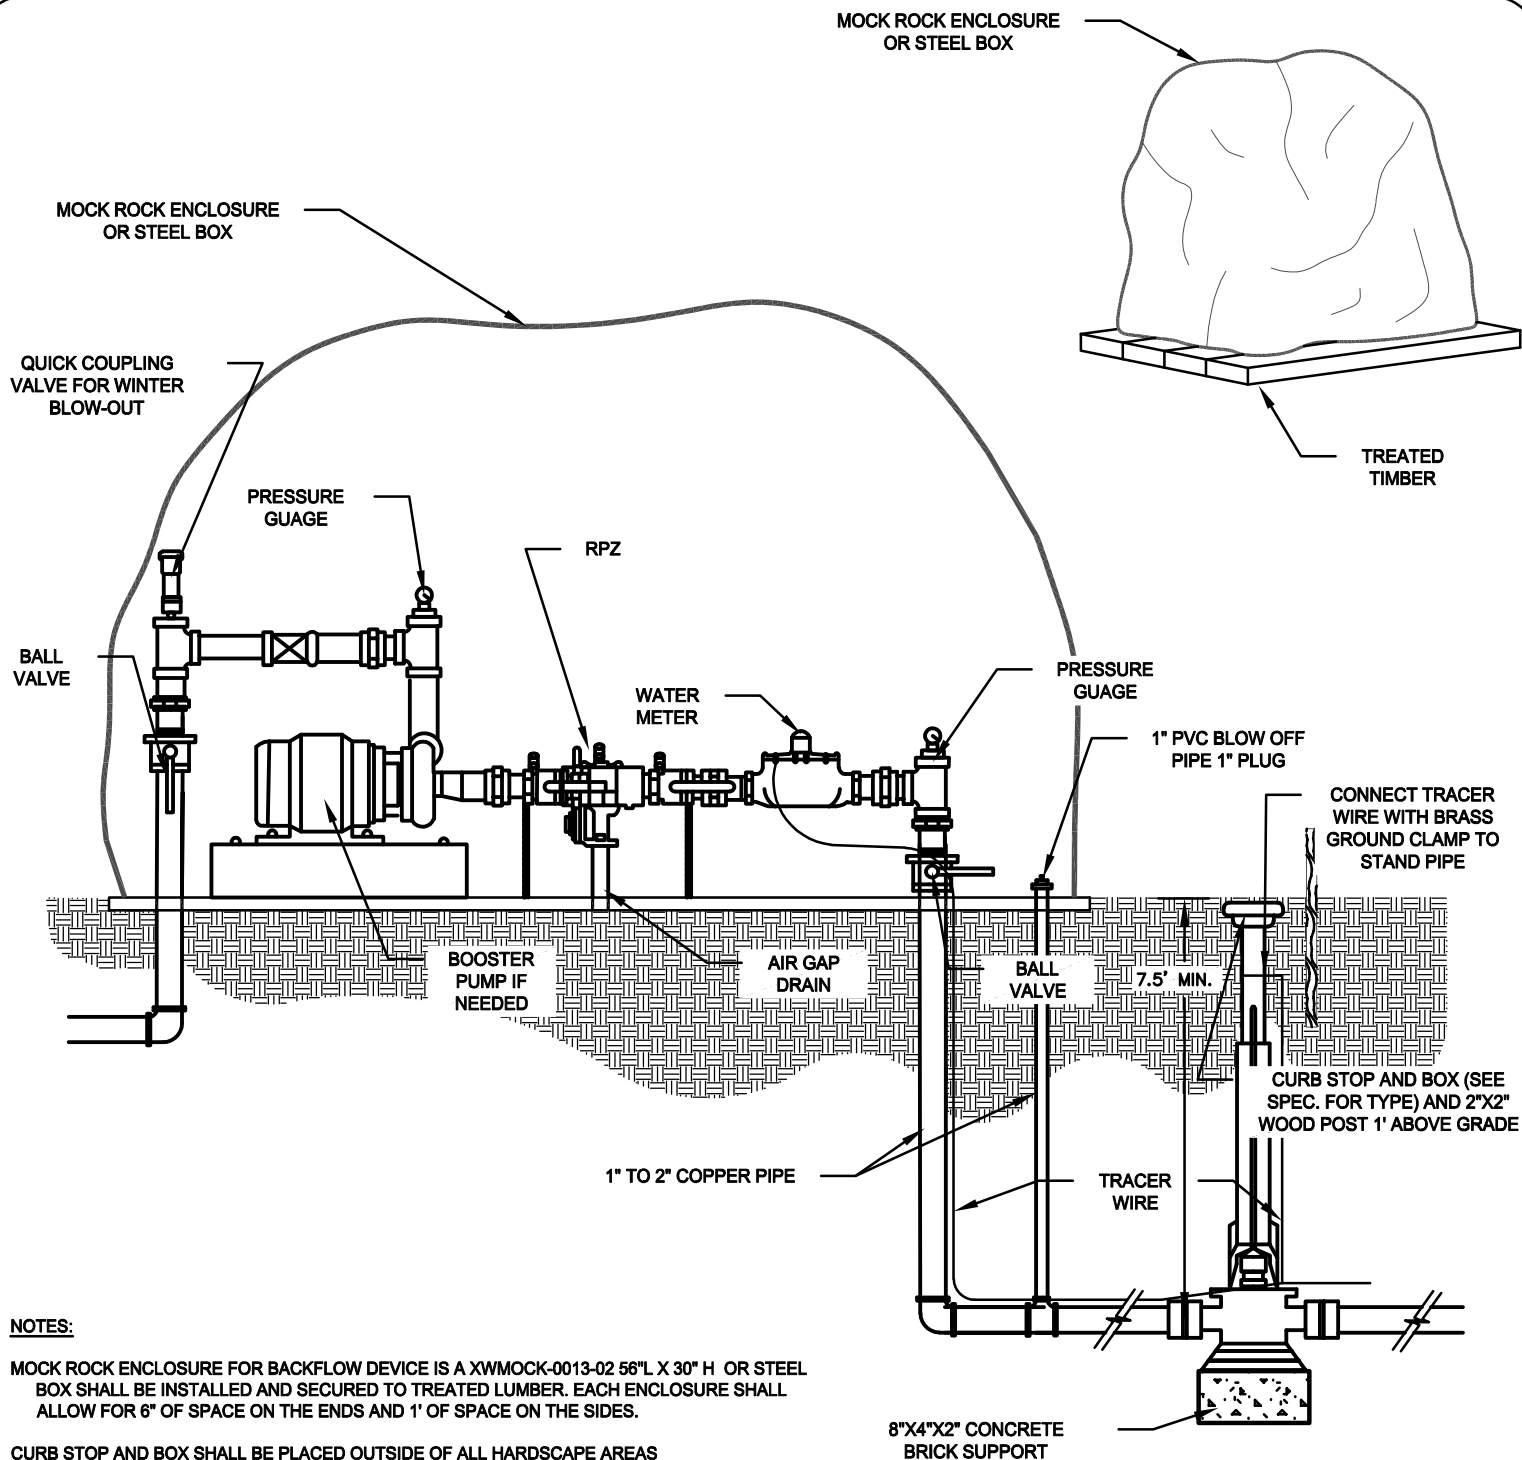 MOCK ROCK ENCLOSURE
OR STEEL BOX
MOCK ROCK ENCLOSURE
OR STEEL BOX
QUICK COUPLING
VALVE FOR WINTER
BLOW-OUT
TREATED
TIMBER
PRESSURE
GUAGE
RPZ
BALL
VALVE
WATER
METER
PRESSURE
GUAGE
1" PVC BLOW OFF
PIPE 1" PLUG
CONNECT TRACER
WIRE WITH BRASS
GROUND CLAMP TO
STAND PIPE
BOOSTER
PUMP IF
NEEDED
AIR GAP
DRAIN
BALL
VALVE
7.5' MIN.
CURB STOP AND BOX (SEE
SPEC. FOR TYPE) AND 2"X2"
WOOD POST 1' ABOVE GRADE
1" TO 2" COPPER PIPE
TRACER
WIRE
NOTES:
MOCK ROCK ENCLOSURE FOR BACKFLOW DEVICE IS A XWMOCK-0013-02 56"L X 30" H OR STEEL
BOX SHALL BE INSTALLED AND SECURED TO TREATED LUMBER. EACH ENCLOSURE SHALL
ALLOW FOR 6" OF SPACE ON THE ENDS AND 1' OF SPACE ON THE SIDES.
CURB STOP AND BOX SHALL BE PLACED OUTSIDE OF ALL HARDSCAPE AREAS
8"X4"X2" CONCRETE
BRICK SUPPORT